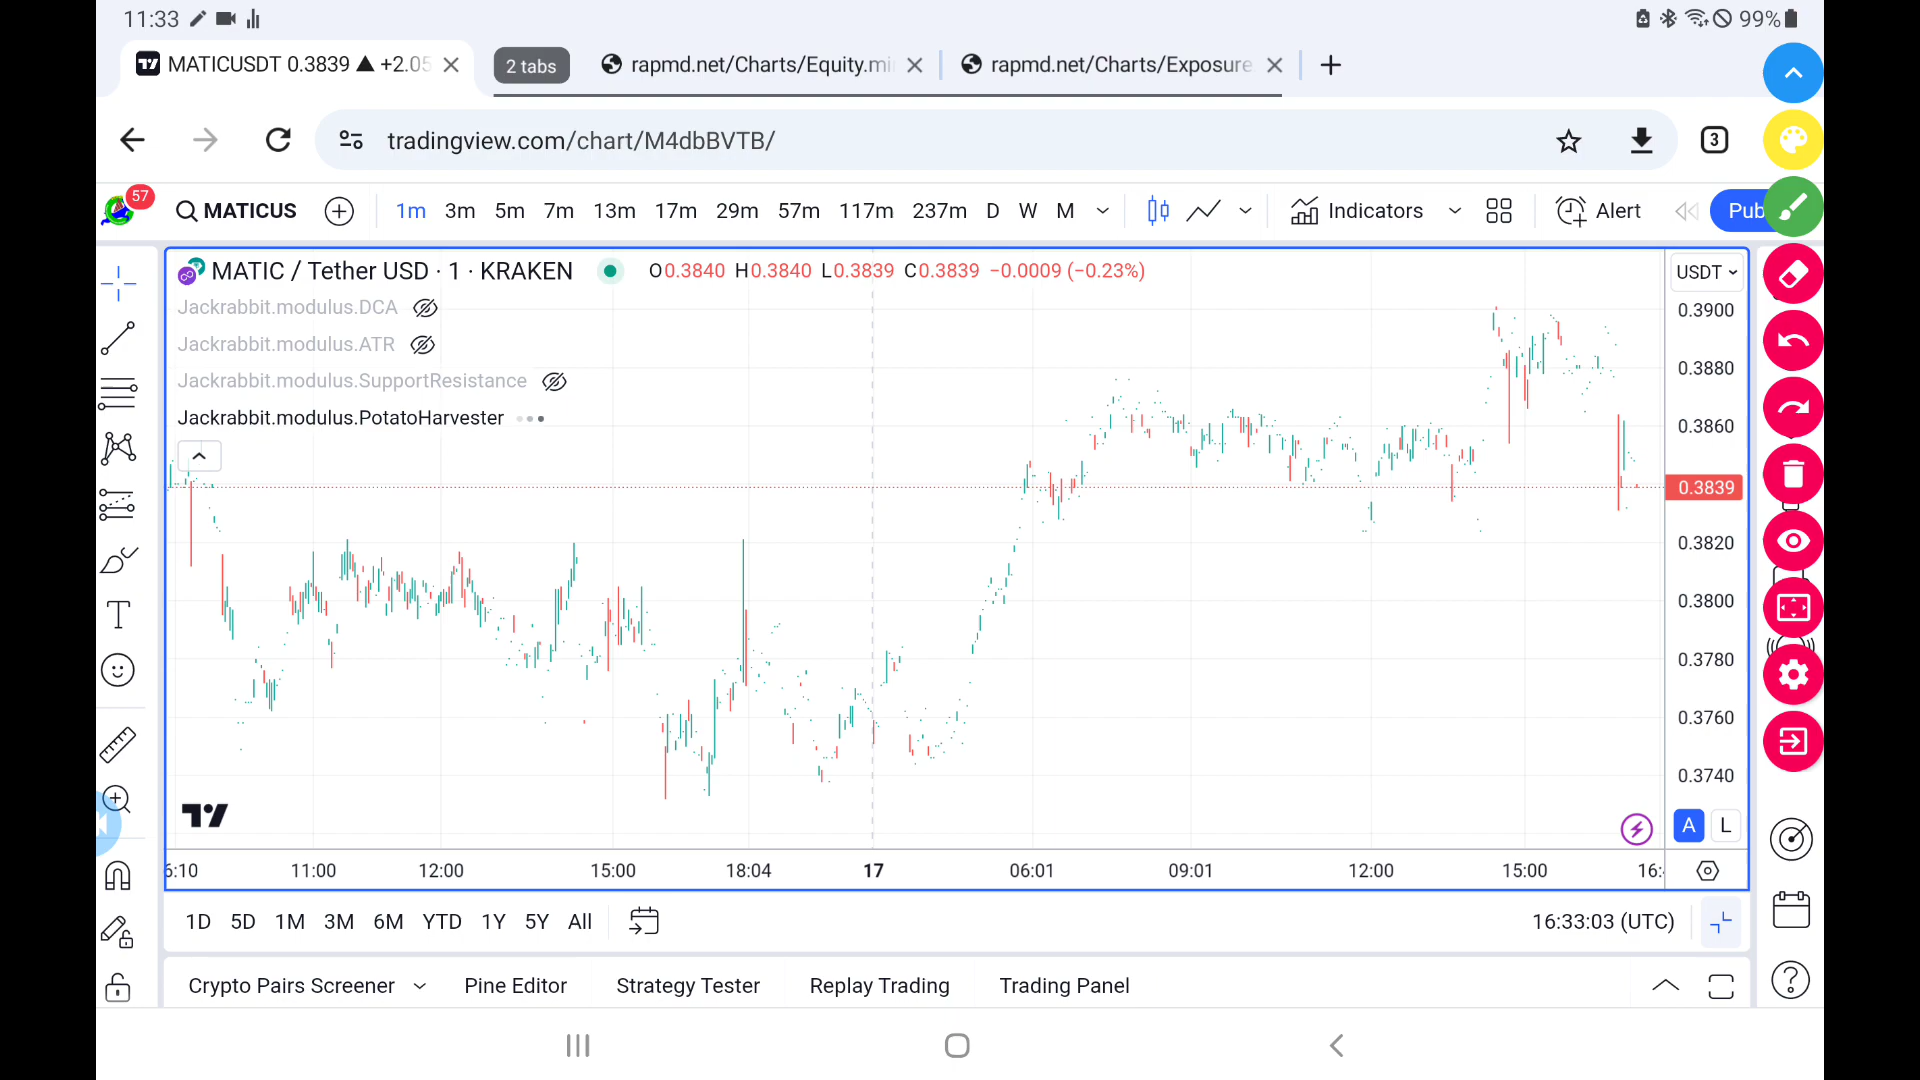 11:33 99%
MATICUSDT 0.3839 ▲ +2.05 2 tabs rapmd.net/Charts/Equity.mi rapmd.net/Charts/Exposure
tradingview.com/chart/M4dbBVTB/ 3
57 MATICUS 1m 3m 5m 7m 13m 17m 29m 57m 117m 237m D W M Indicators Alert Pub
MATIC / Tether USD · 1 · KRAKEN O0.3840 H0.3840 L0.3839 C0.3839 −0.0009 (−0.23%) USDT
Jackrabbit.modulus.DCA
Jackrabbit.modulus.ATR
Jackrabbit.modulus.SupportResistance
Jackrabbit.modulus.PotatoHarvester
0.3900
0.3880
0.3860
0.3839
0.3820
0.3800
0.3780
0.3760
0.3740
A L
6:10 11:00 12:00 15:00 18:04 17 06:01 09:01 12:00 15:00 16:
1D 5D 1M 3M 6M YTD 1Y 5Y All 16:33:03 (UTC)
Crypto Pairs Screener Pine Editor Strategy Tester Replay Trading Trading Panel